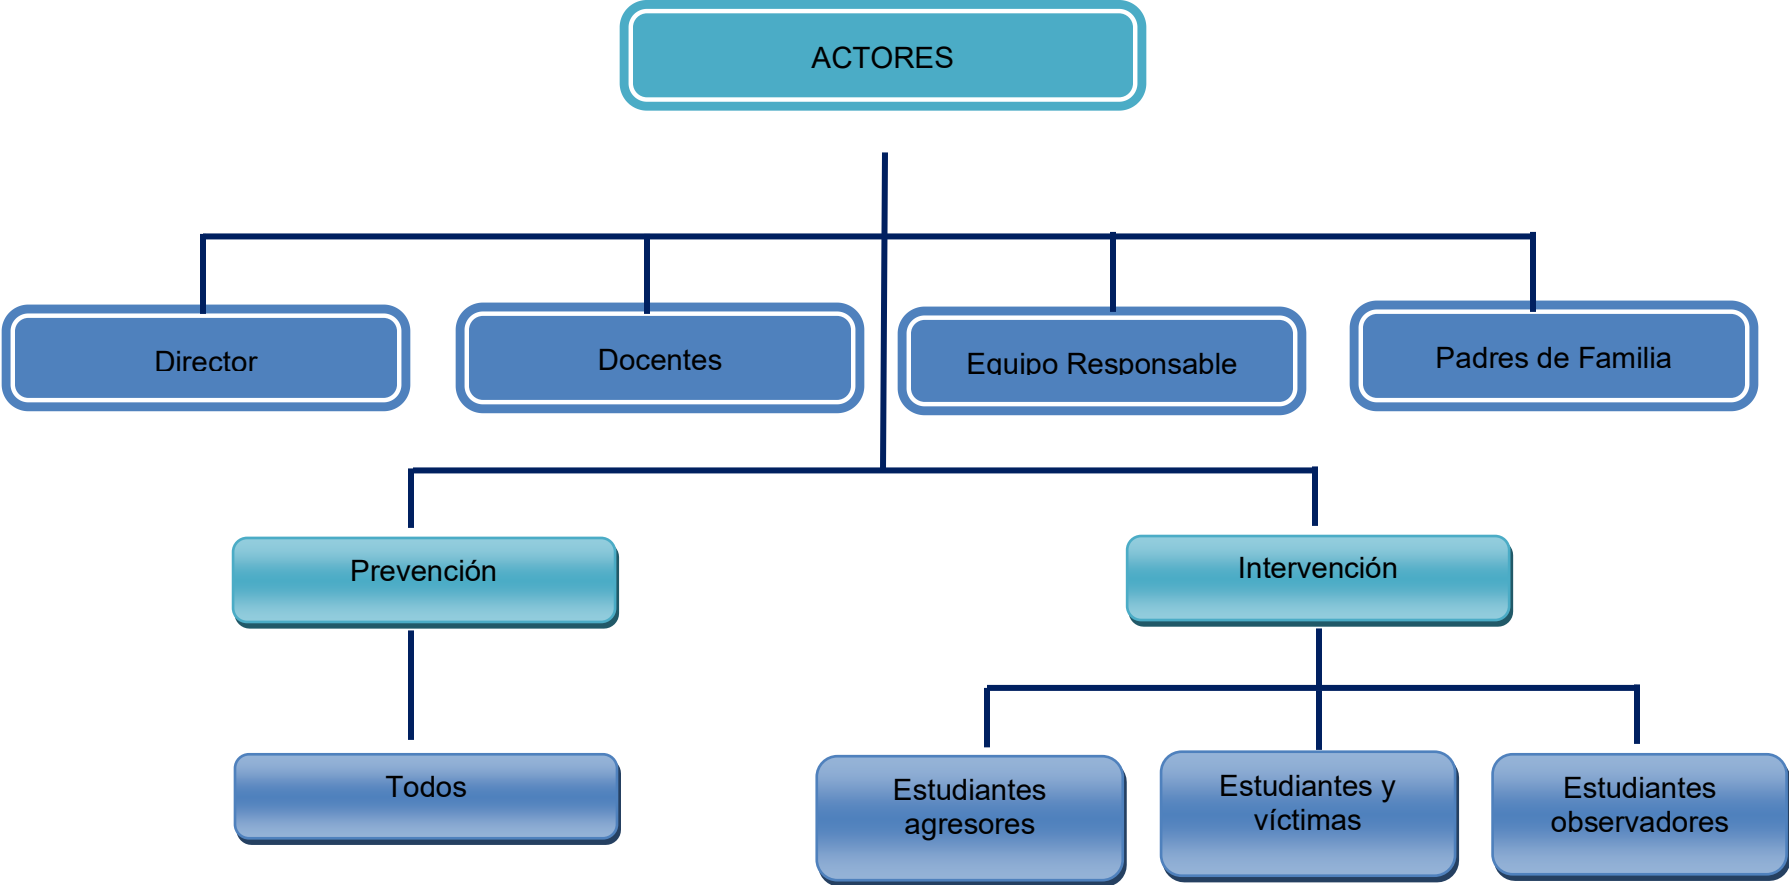 ACTORES
Director
Docentes
Equipo Responsable
Padres de Familia
Prevención
Intervención
Todos
Estudiantes
agresores
Estudiantes y
víctimas
Estudiantes
observadores